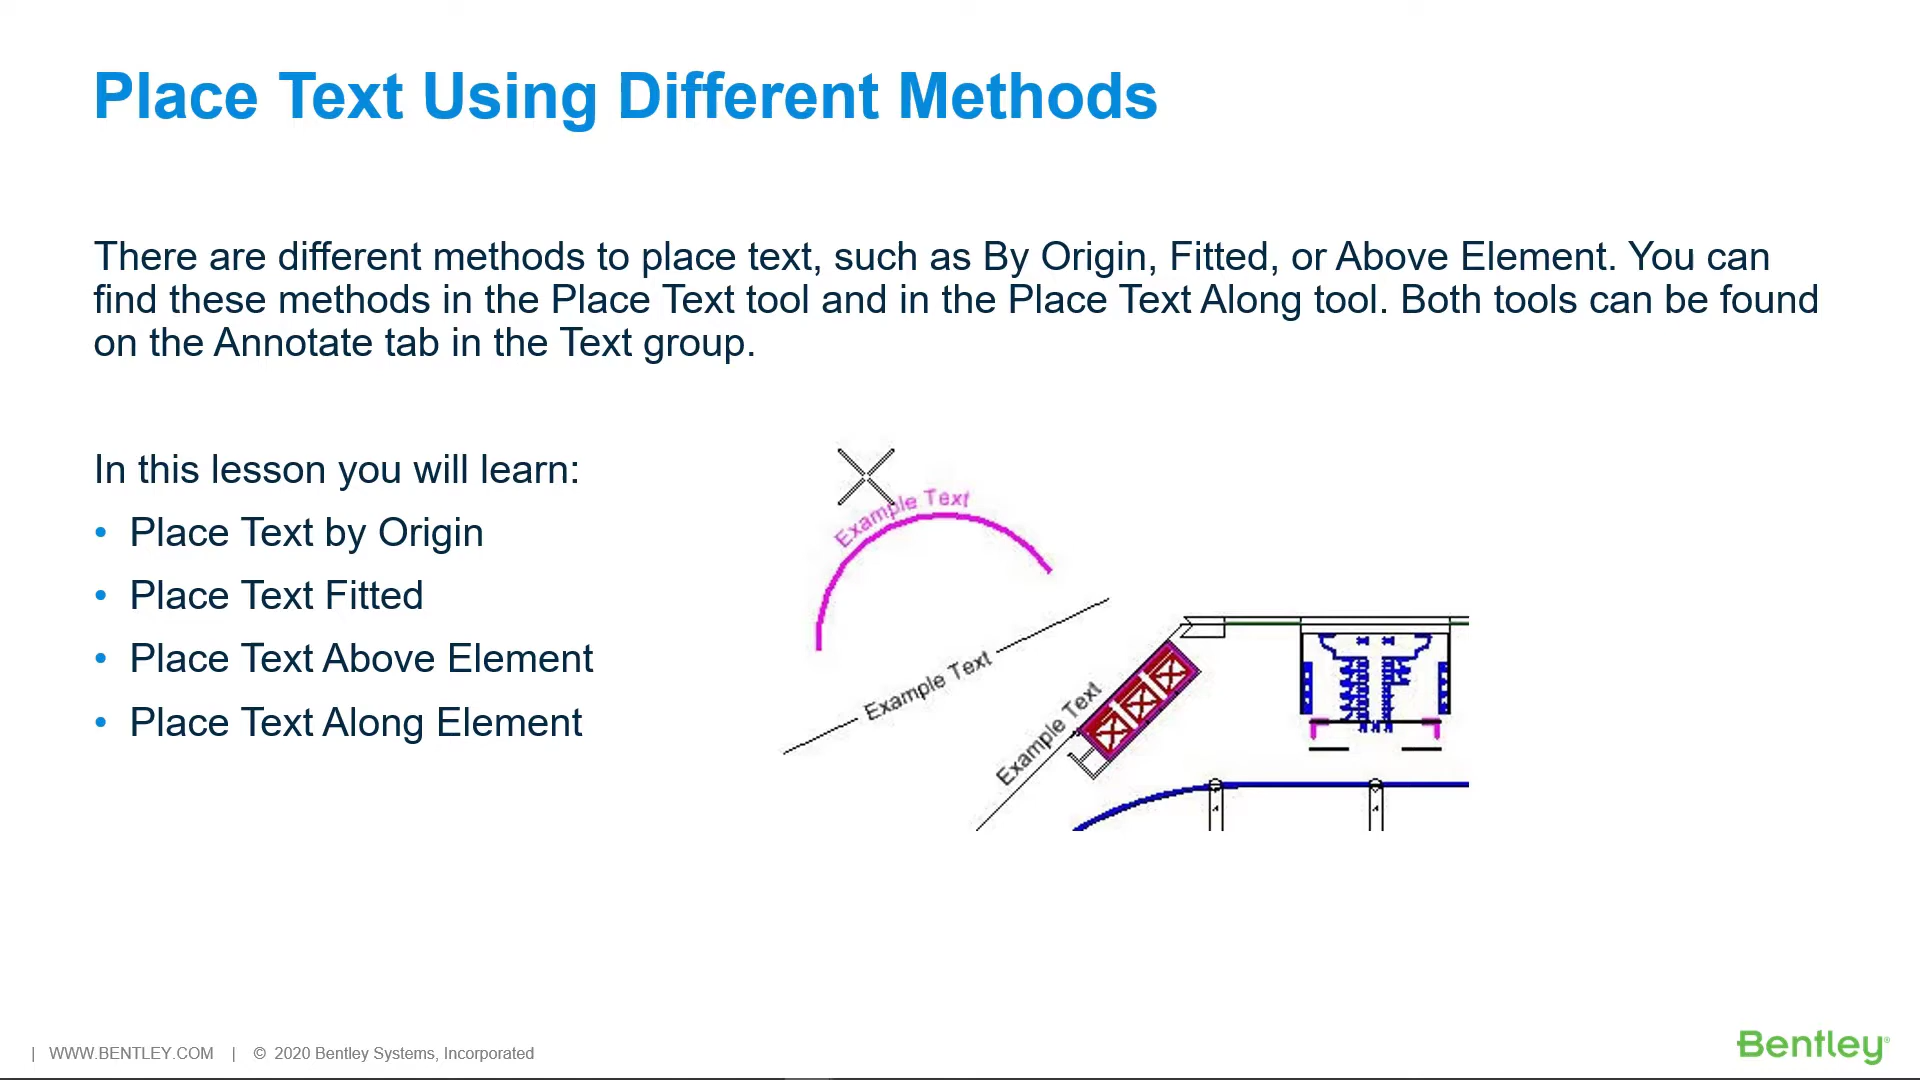 Place Text Using Different Methods
There are different methods to place text, such as By Origin, Fitted, or Above Element. You can
find these methods in the Place Text tool and in the Place Text Along tool. Both tools can be found
on the Annotate tab in the Text group.
In this lesson you will learn:
• Place Text by Origin
• Place Text Fitted
• Place Text Above Element
• Place Text Along Element
Example Text
Example Text
Example Text
| WWW.BENTLEY.COM | © 2020 Bentley Systems, Incorporated
Bentley®